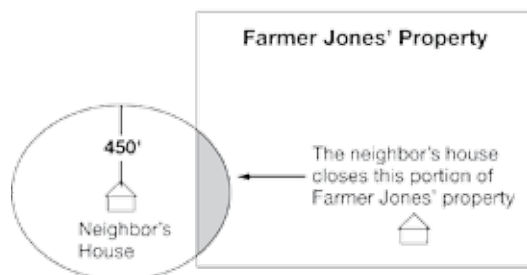 Farmer Jones' Property
450'
The neighbor's house
closes this portion of
Farmer Jones' property
Neighbor's
House